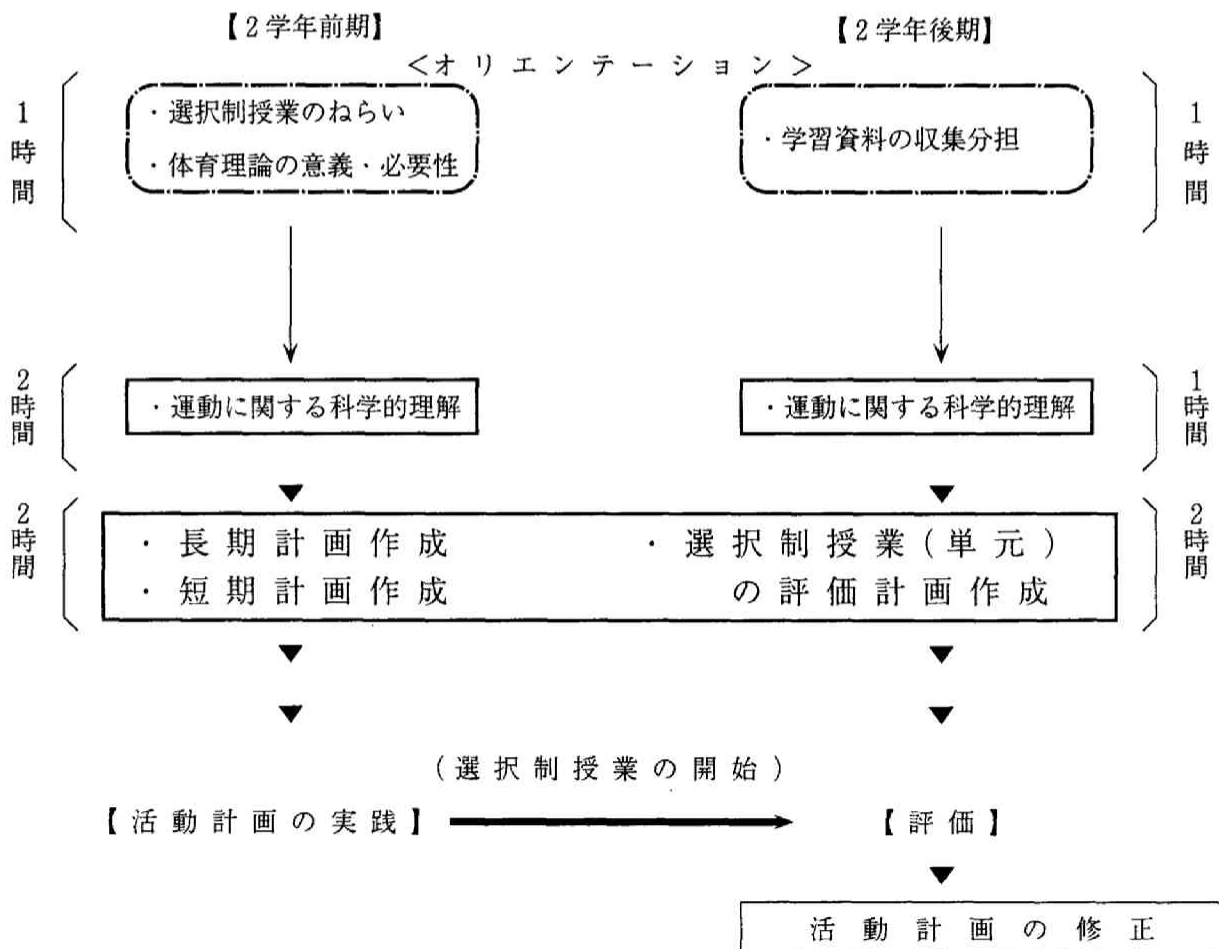 【2学年前期】
【2学年後期】
＜オリエンテーション＞
1時間
・選択制授業のねらい
・体育理論の意義・必要性
・学習資料の収集分担
1時間
2時間
・運動に関する科学的理解
・運動に関する科学的理解
1時間
2時間
・長期計画作成
・短期計画作成
・選択制授業(単元)
の評価計画作成
2時間
(選択制授業の開始)
【活動計画の実践】
【評価】
活動計画の修正